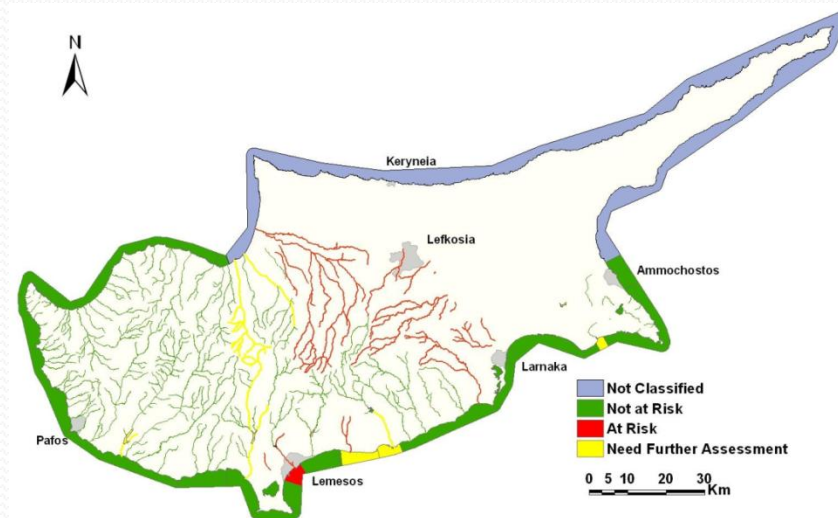 N
Keryneia
Lefkosia
Ammochostos
Larnaka
Not Classified
Not at Risk
Pafos
At Risk
Need Further Assessment
Lemesos
0 5 10 20 30
Km